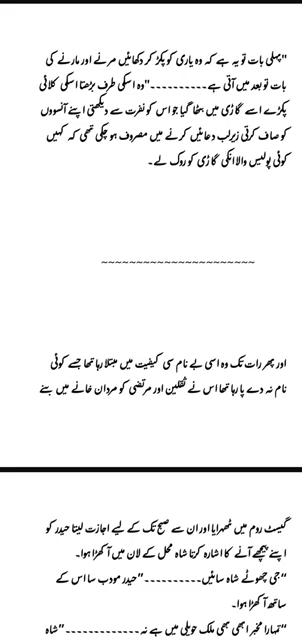 "پہلی بات تو یہ ہے کہ وہ یاری کو پکڑ کر دکھائیں مرنے اور مارنے کی
بات تو بعد میں آتی ہے----------"وہ اسکی طرف بڑھتا اسکی کلائی
پکڑے اسے گاڑی میں بٹھا گیا جو اس کو نفرت سے دیکھتی اپنے آنسووں
کو صاف کرتی زیرلب دعائیں کرنے میں مصروف ہو چکی تھی کہ کہیں
کوئی پولیس والا انکی گاڑی کو روک لے۔
~~~~~~~~~~~~~~~~~~~~~~
اور پھر رات تک وہ اسی بے نام سی کیفیت میں مبتلا رہا تھا جسے کوئی
نام نہ دے پا رہا تھا اس نے ثقلین اور مرتضی کو مردان خانے میں بنے
گیسٹ روم میں ٹھہرایا اور ان سے صبح تک کے لیے اجازت لیتا حیدر کو
اپنے پیچھے آنے کا اشارہ کرتا شاہ محل کے لان میں آ کھڑا ہوا۔
"جی چھوٹے شاہ سائیں----------"حیدر مودب سا اس کے
ساتھ آ کھڑا ہوا۔
"تمہارا مخبر ابھی بھی ملک حویلی میں ہے نہ-------------"شاہ